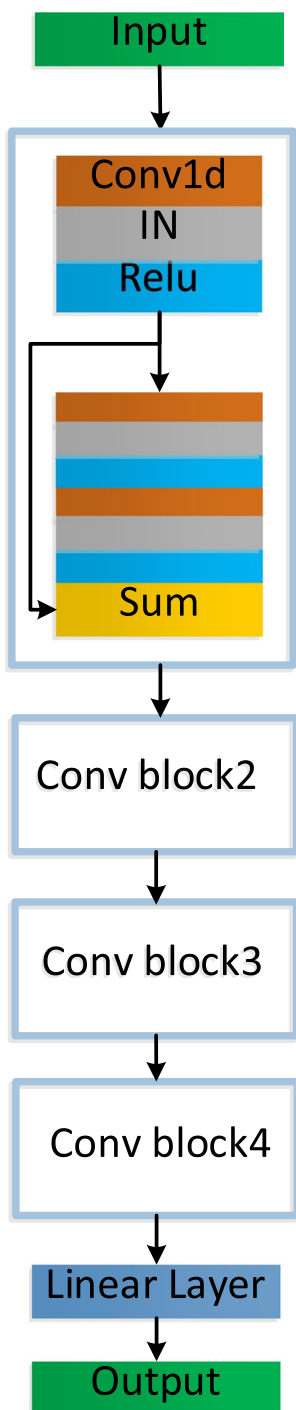 Input
Conv1d
IN
Relu
Sum
Conv block2
Conv block3
Conv block4
Linear Layer
Output